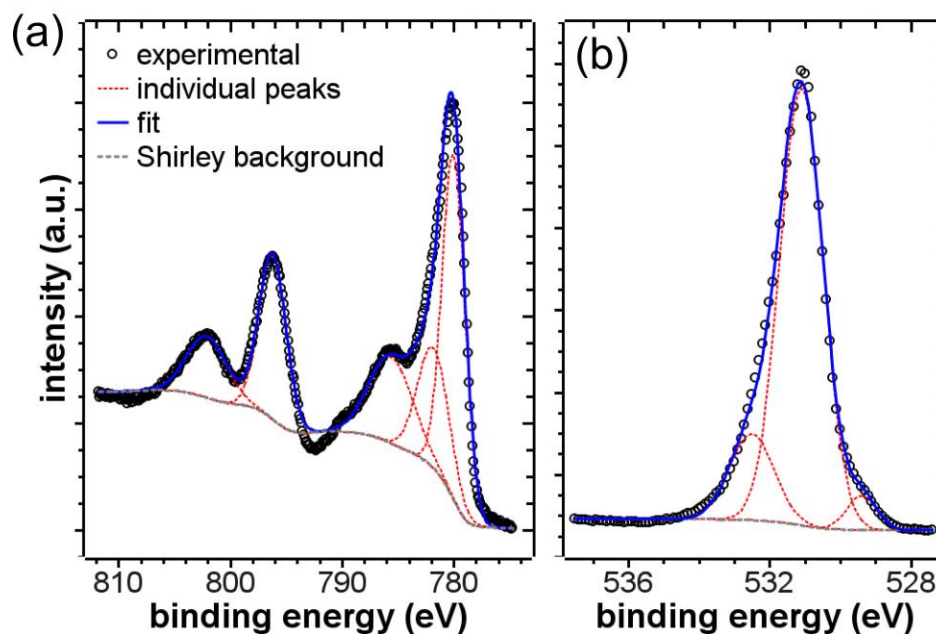 (a)
experimental
individual peaks
fit
Shirley background
intensity (a.u.)
810 800 790 780
binding energy (eV)
(b)
536 531 528
binding energy (eV)